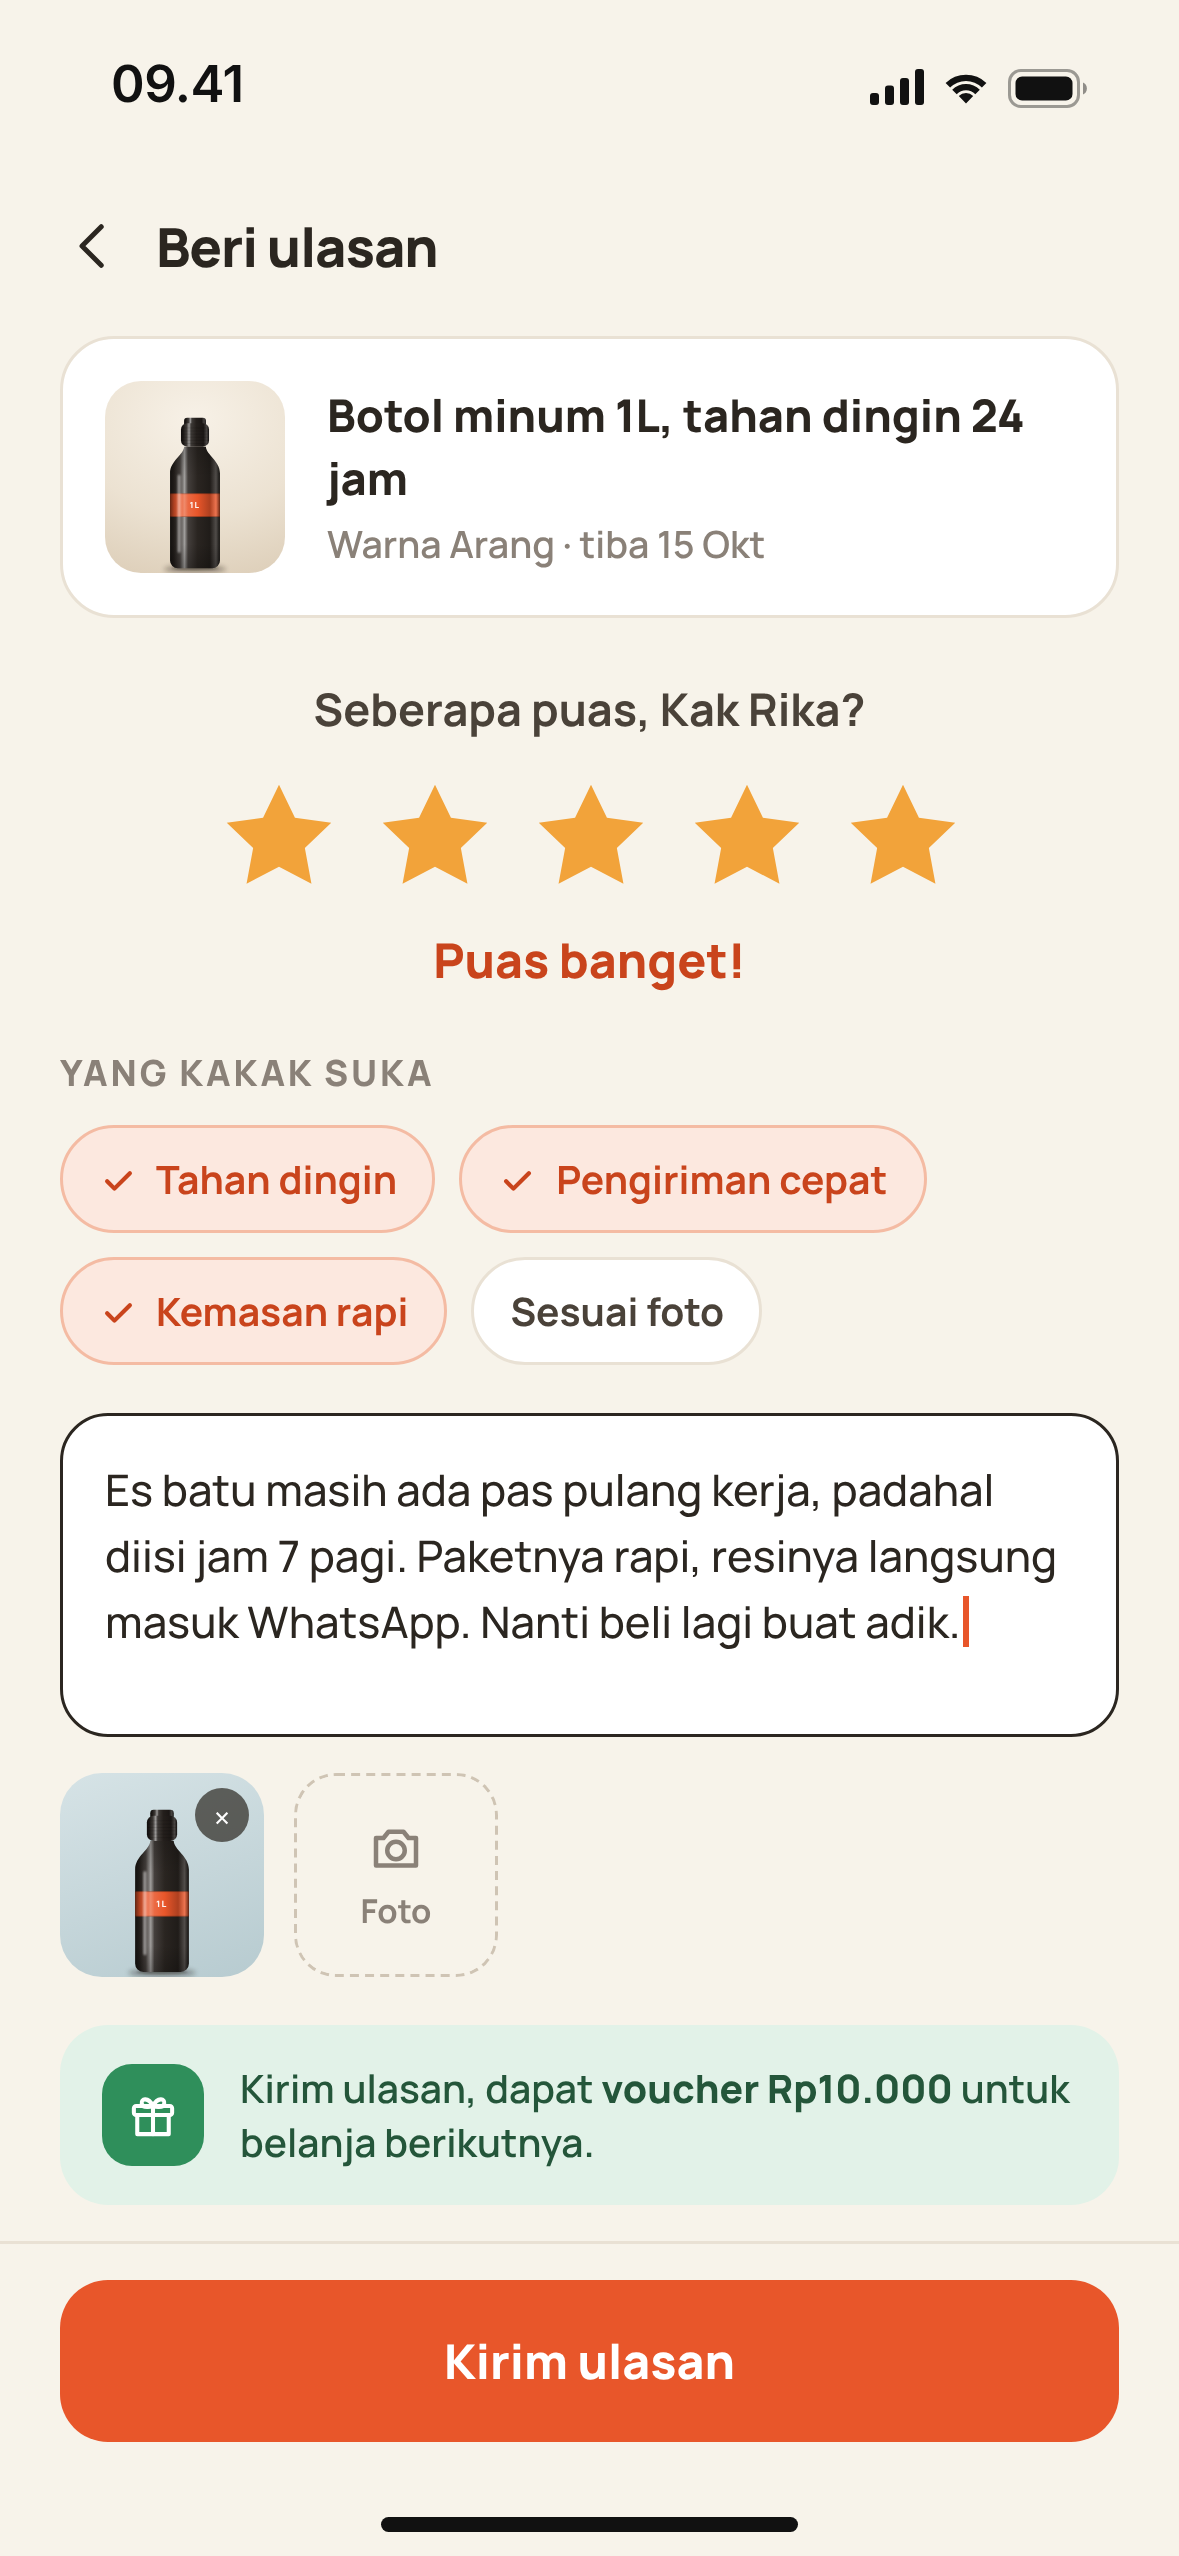 09.41
Beri ulasan
Botol minum 1L, tahan dingin 24
jam
Warna Arang · tiba 15 Okt
1L
Seberapa puas, Kak Rika?
Puas banget!
YANG KAKAK SUKA
Tahan dingin
Pengiriman cepat
Kemasan rapi
Sesuai foto
Es batu masih ada pas pulang kerja, padahal
diisi jam 7 pagi. Paketnya rapi, resinya langsung
masuk WhatsApp. Nanti beli lagi buat adik.
1L
Foto
Kirim ulasan, dapat voucher Rp10.000 untuk
belanja berikutnya.
Kirim ulasan